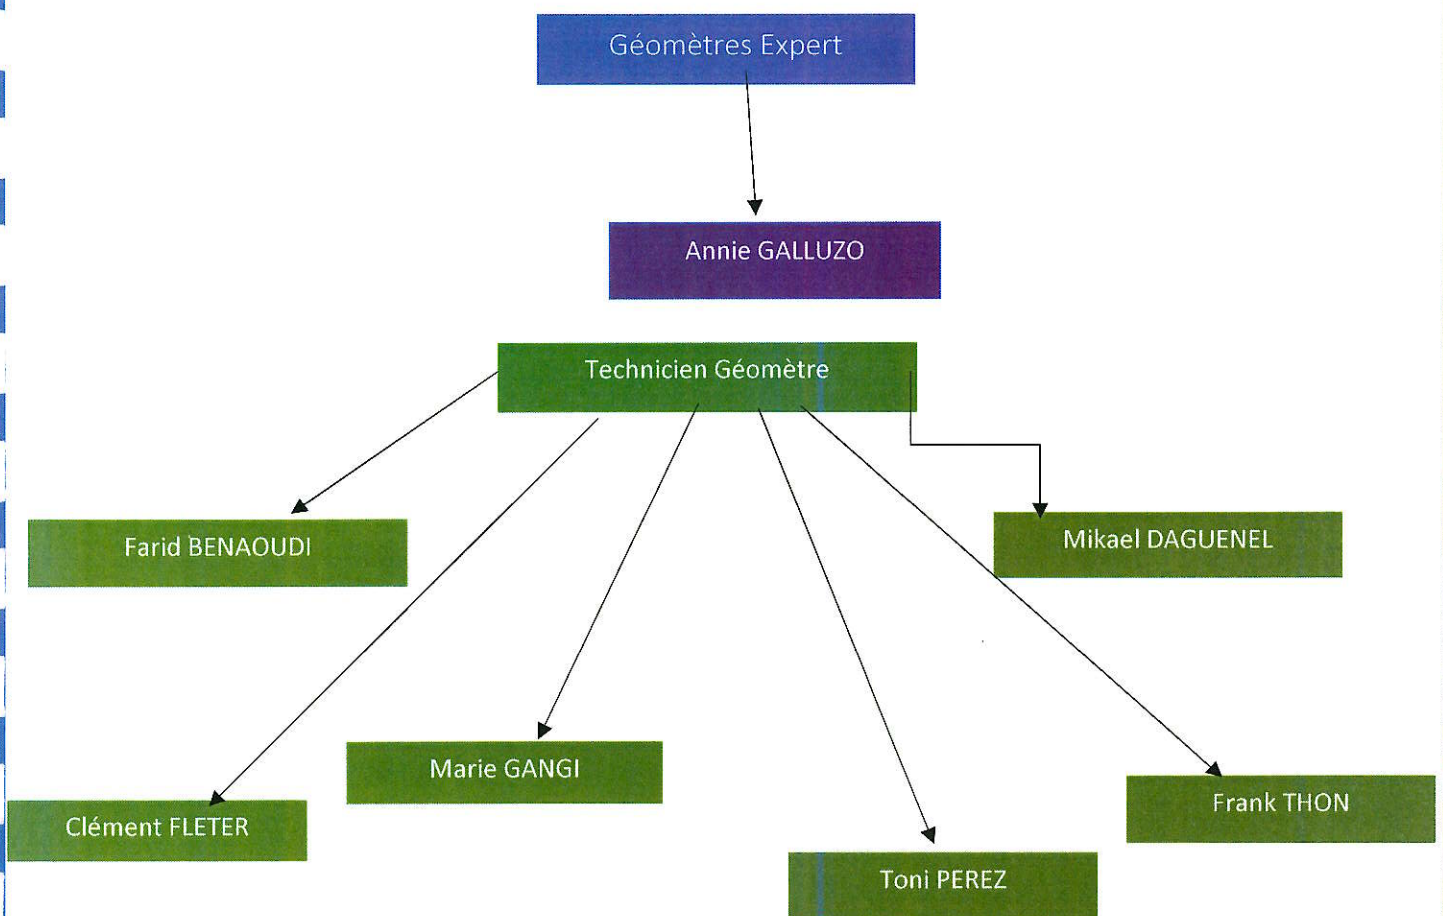 Géomètres Expert
Annie GALLUZO
Technicien Géomètre
Farid BENAOUDI
Mikael DAGUENEL
Marie GANGI
Clément FLETER
Frank THON
Toni PEREZ